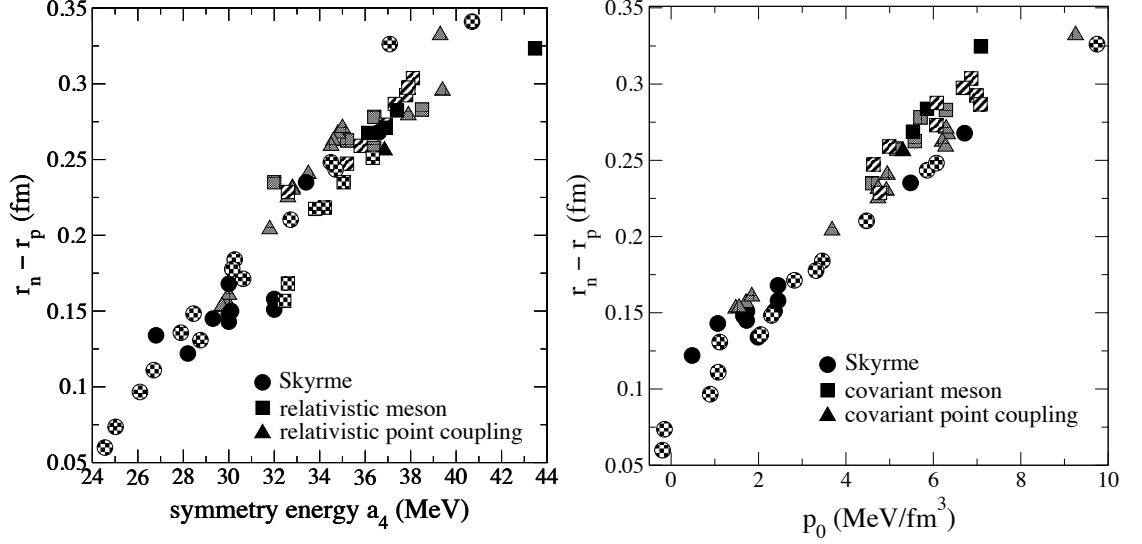 0.35
0.3
0.25
0.2
0.15
0.1
0.05
r_n − r_p (fm)
24 26 28 30 32 34 36 38 40 42 44
symmetry energy a_4 (MeV)
Skyrme
relativistic meson
relativistic point coupling
0.35
0.3
0.25
0.2
0.15
0.1
0.05
r_n − r_p (fm)
0 2 4 6 8 10
p_0 (MeV/fm^3)
Skyrme
covariant meson
covariant point coupling